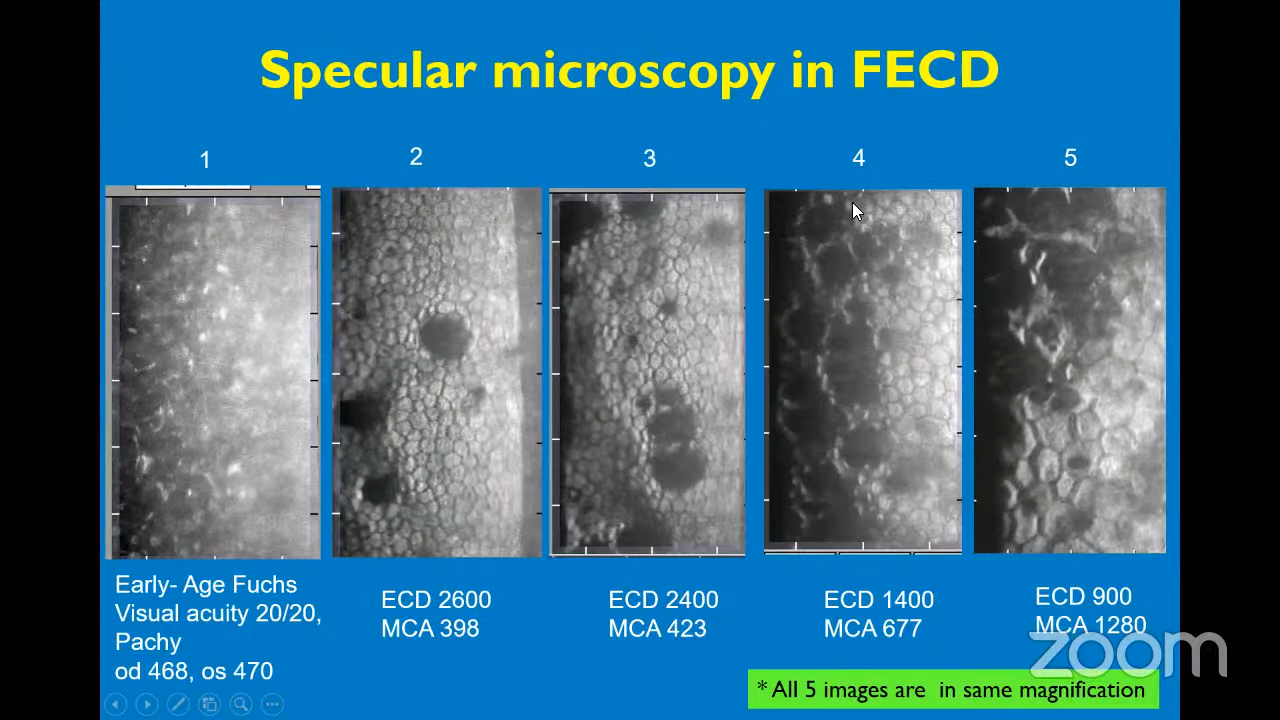 Specular microscopy in FECD
1
2
3
4
5
Early- Age Fuchs
Visual acuity 20/20,
Pachy
od 468, os 470
ECD 2600
MCA 398
ECD 2400
MCA 423
ECD 1400
MCA 677
ECD 900
MCA 1280
zoom
* All 5 images are in same magnification